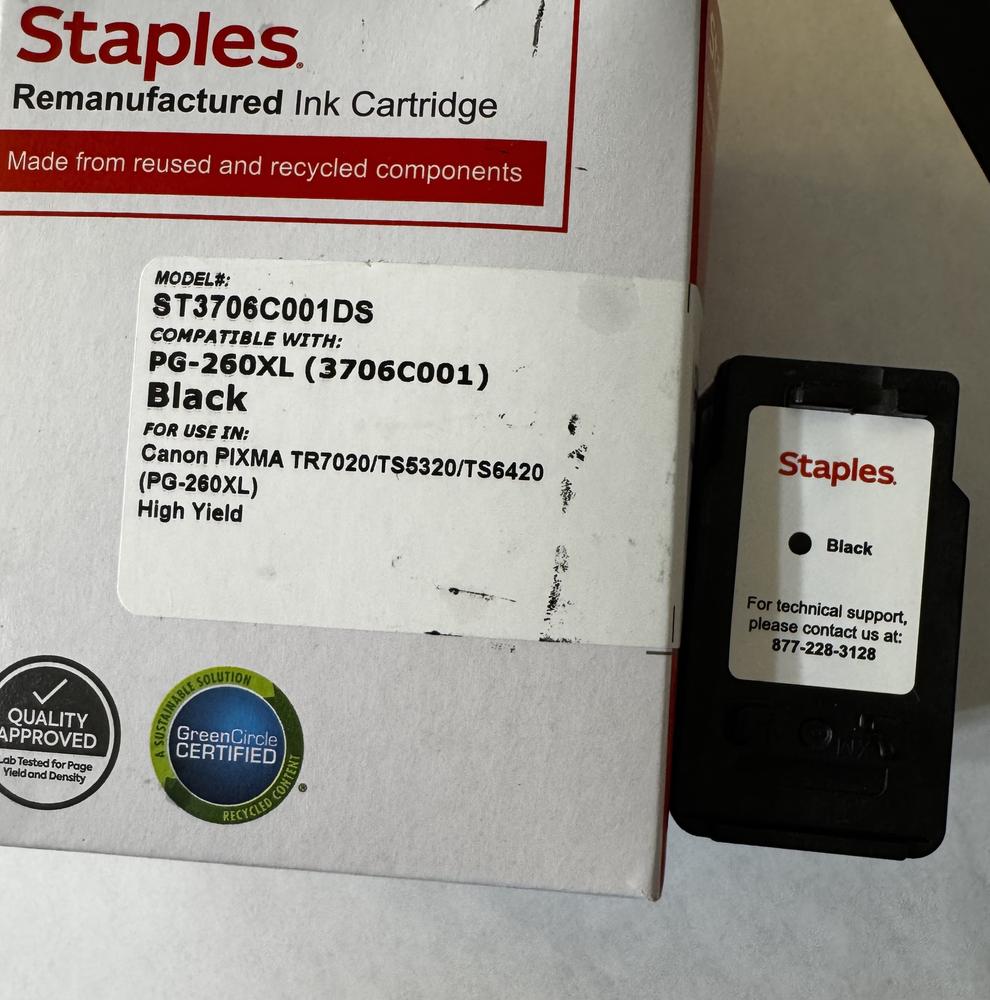 Staples®
Remanufactured Ink Cartridge
Made from reused and recycled components
MODEL#:
ST3706C001DS
COMPATIBLE WITH:
PG-260XL (3706C001)
Black
FOR USE IN:
Canon PIXMA TR7020/TS5320/TS6420
(PG-260XL)
High Yield
QUALITY
APPROVED
Lab Tested for Page
Yield and Density
A SUSTAINABLE SOLUTION
GreenCircle
CERTIFIED
RECYCLED CONTENT
®
Staples.
Black
For technical support,
please contact us at:
877-228-3128